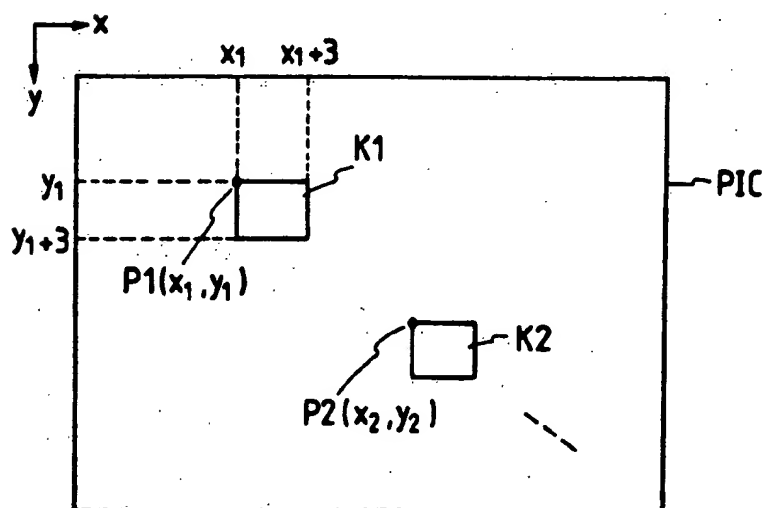 x
y
x₁
x₁+3
K1
y₁
PIC
y₁+3
P1(x₁,y₁)
K2
P2(x₂,y₂)